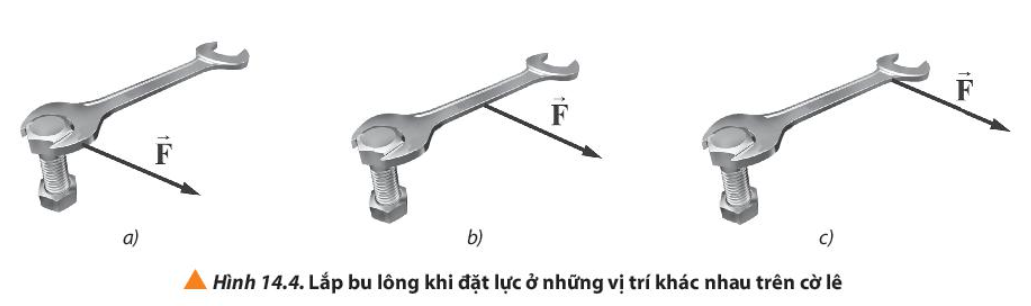 F
F
F
a)
b)
c)
Hình 14.4. Lắp bu lông khi đặt lực ở những vị trí khác nhau trên cờ lê